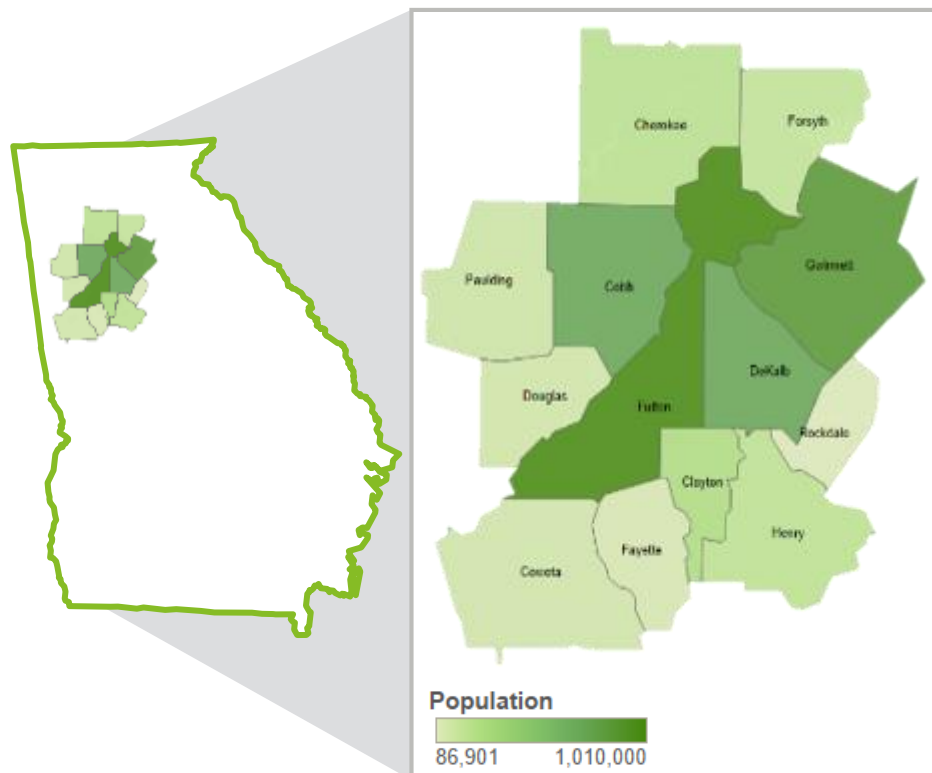 Cherokee
Forsyth
Gwinnett
Paulding
Cobb
DeKalb
Douglas
Fulton
Rockdale
Clayton
Henry
Fayette
Coweta
Population
86,901 1,010,000